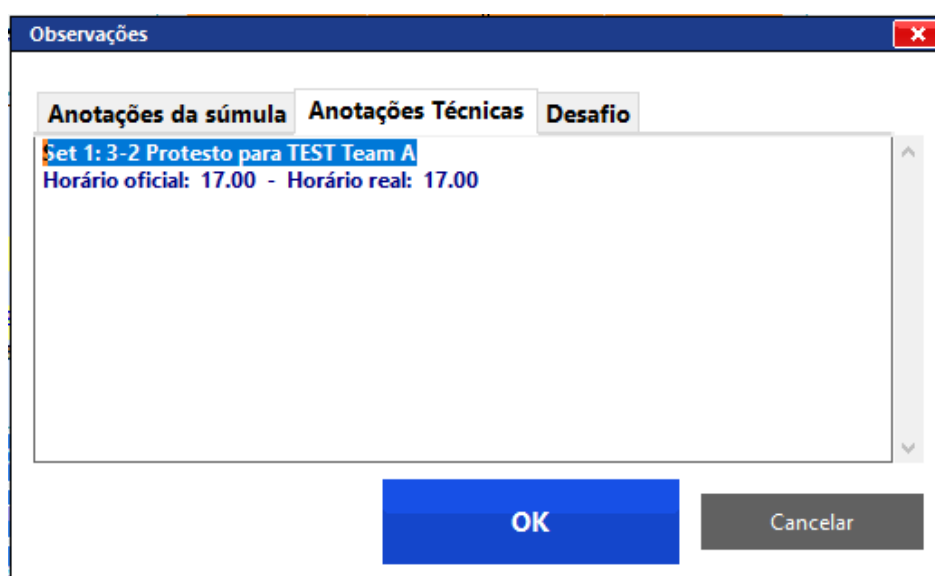 Observações
Anotações da súmula Anotações Técnicas Desafio
Set 1: 3-2 Protesto para TEST Team A
Horário oficial: 17.00 - Horário real: 17.00
OK Cancelar